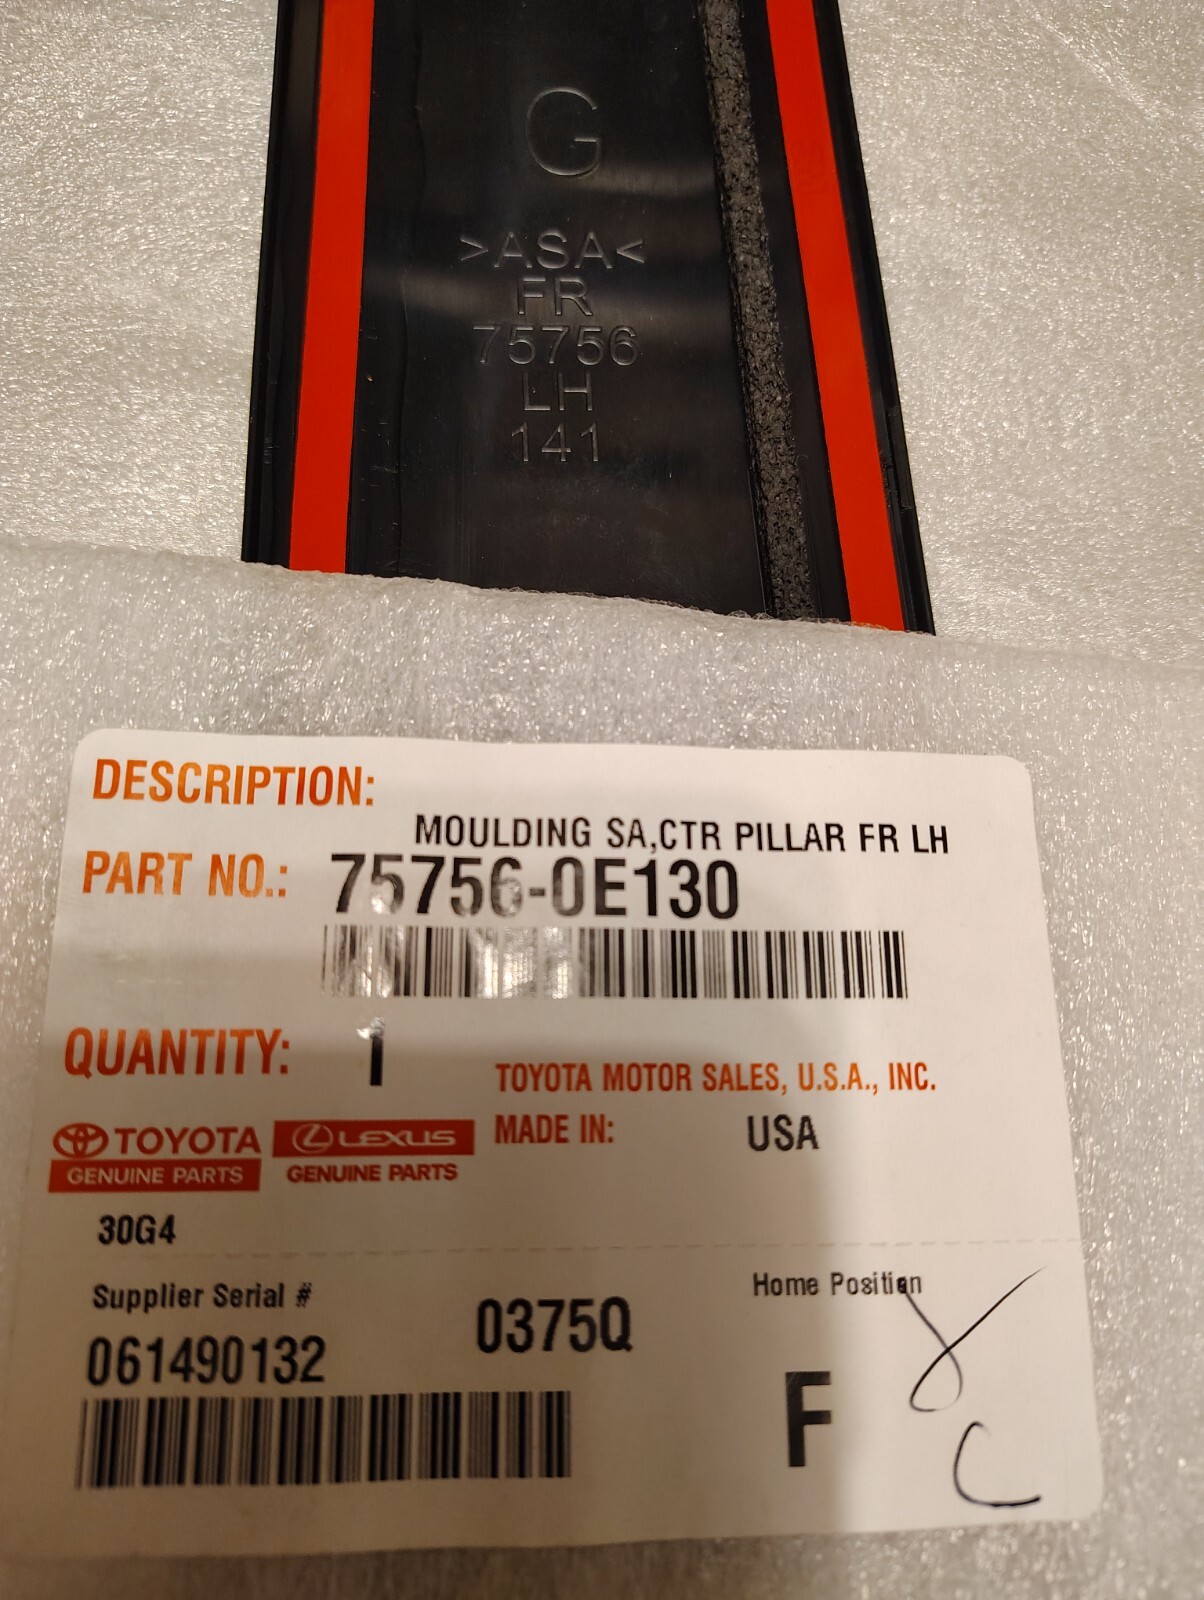 G
>ASA<
FR
75756
LH
141
DESCRIPTION:
MOULDING SA,CTR PILLAR FR LH
PART NO.: 75756-0E130
QUANTITY: 1
TOYOTA MOTOR SALES, U.S.A., INC.
TOYOTA
GENUINE PARTS
LEXUS
GENUINE PARTS
MADE IN: USA
30G4
Supplier Serial #
061490132
0375Q
Home Position
F
C